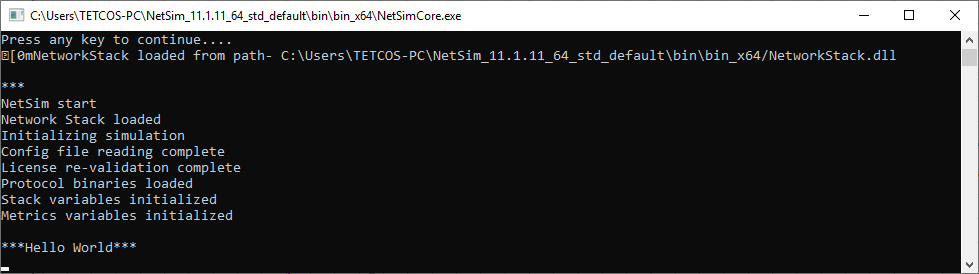 C:\Users\TETCOS-PC\NetSim_11.1.11_64_std_default\bin\bin_x64\NetSimCore.exe
Press any key to continue....
[0mNetworkStack loaded from path- C:\Users\TETCOS-PC\NetSim_11.1.11_64_std_default\bin\bin_x64/NetworkStack.dll
***
NetSim start
Network Stack loaded
Initializing simulation
Config file reading complete
License re-validation complete
Protocol binaries loaded
Stack variables initialized
Metrics variables initialized
***Hello World***